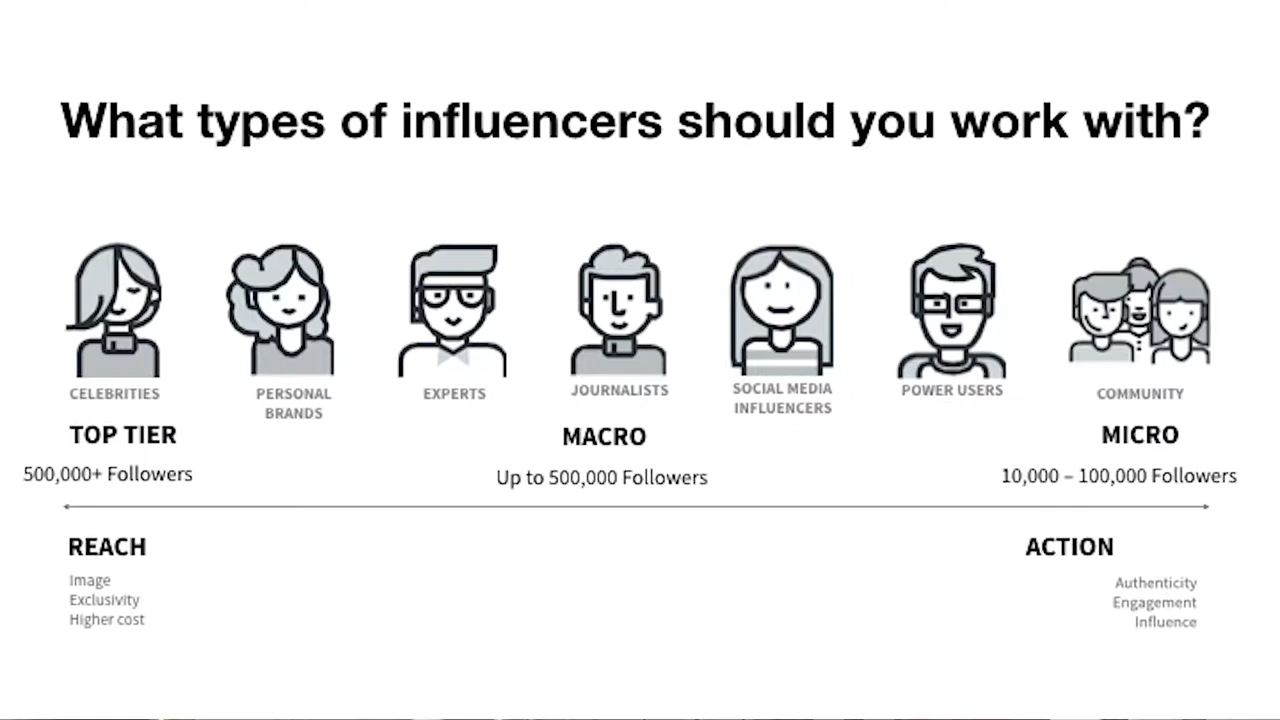 What types of influencers should you work with?
CELEBRITIES
PERSONAL
BRANDS
EXPERTS
JOURNALISTS
SOCIAL MEDIA
INFLUENCERS
POWER USERS
COMMUNITY
TOP TIER
MACRO
MICRO
500,000+ Followers
Up to 500,000 Followers
10,000 – 100,000 Followers
REACH
Image
Exclusivity
Higher cost
ACTION
Authenticity
Engagement
Influence